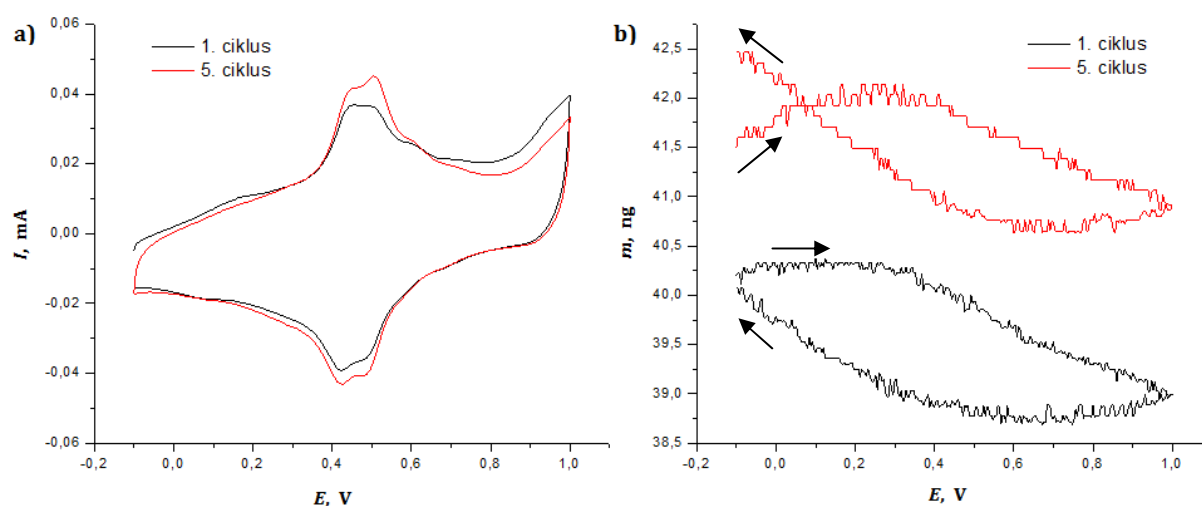 a)
1. ciklus
5. ciklus
I, mA
0,06
0,04
0,02
0,00
-0,02
-0,04
-0,06
-0,2 0,0 0,2 0,4 0,6 0,8 1,0
E, V
b)
1. ciklus
5. ciklus
m, ng
42,5
42,0
41,5
41,0
40,5
40,0
39,5
39,0
38,5
-0,2 0,0 0,2 0,4 0,6 0,8 1,0
E, V